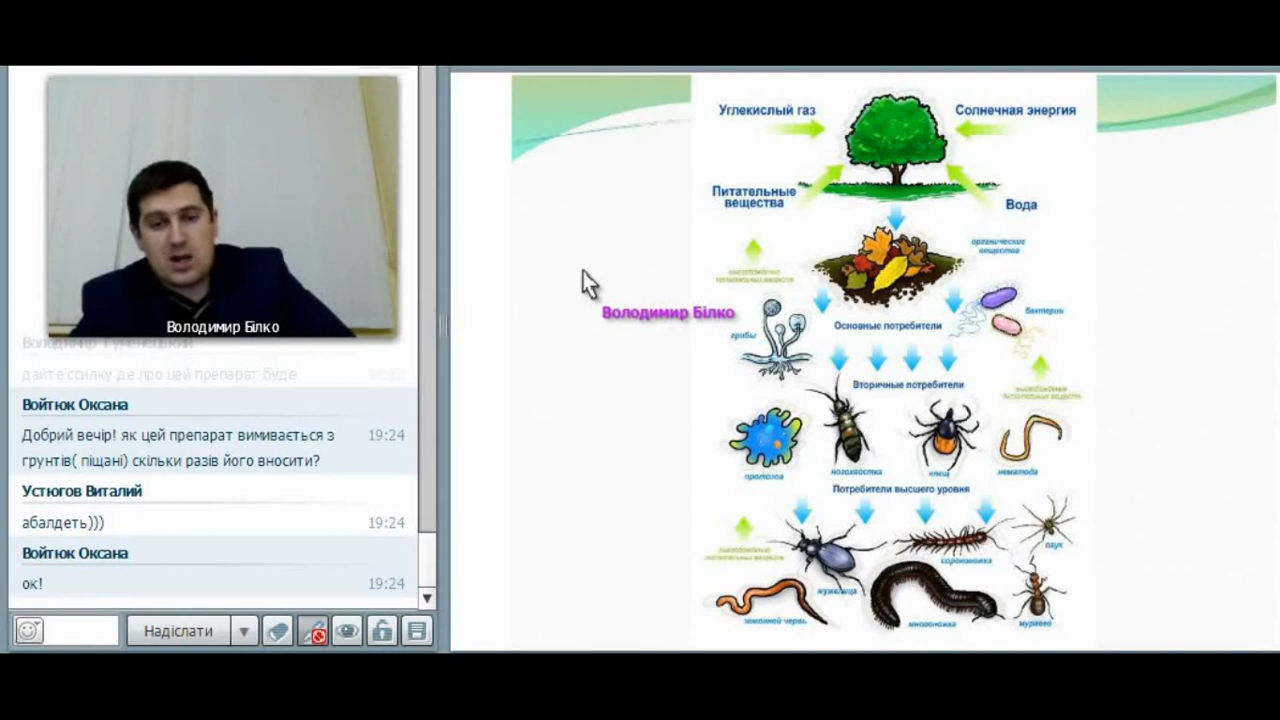 Володимир Білко
дайте ссилку де про цей препарат буде
Войтюк Оксана
Добрий вечір! як цей препарат вимивається з
грунтів( піщані) скільки разів його вносити?
19:24
Устюгов Виталий
абалдеть)))
19:24
Войтюк Оксана
ок!
19:24
Надіслати
Углекислый газ
Солнечная энергия
Питательные
вещества
Вода
органические
вещества
Володимир Білко
грибы
Основные потребители
бактерии
Вторичные потребители
протозоа
ногохвостка
клещ
нематода
Потребители высшего уровня
паук
сороконожка
жужелица
земляной червь
многоножка
муравей